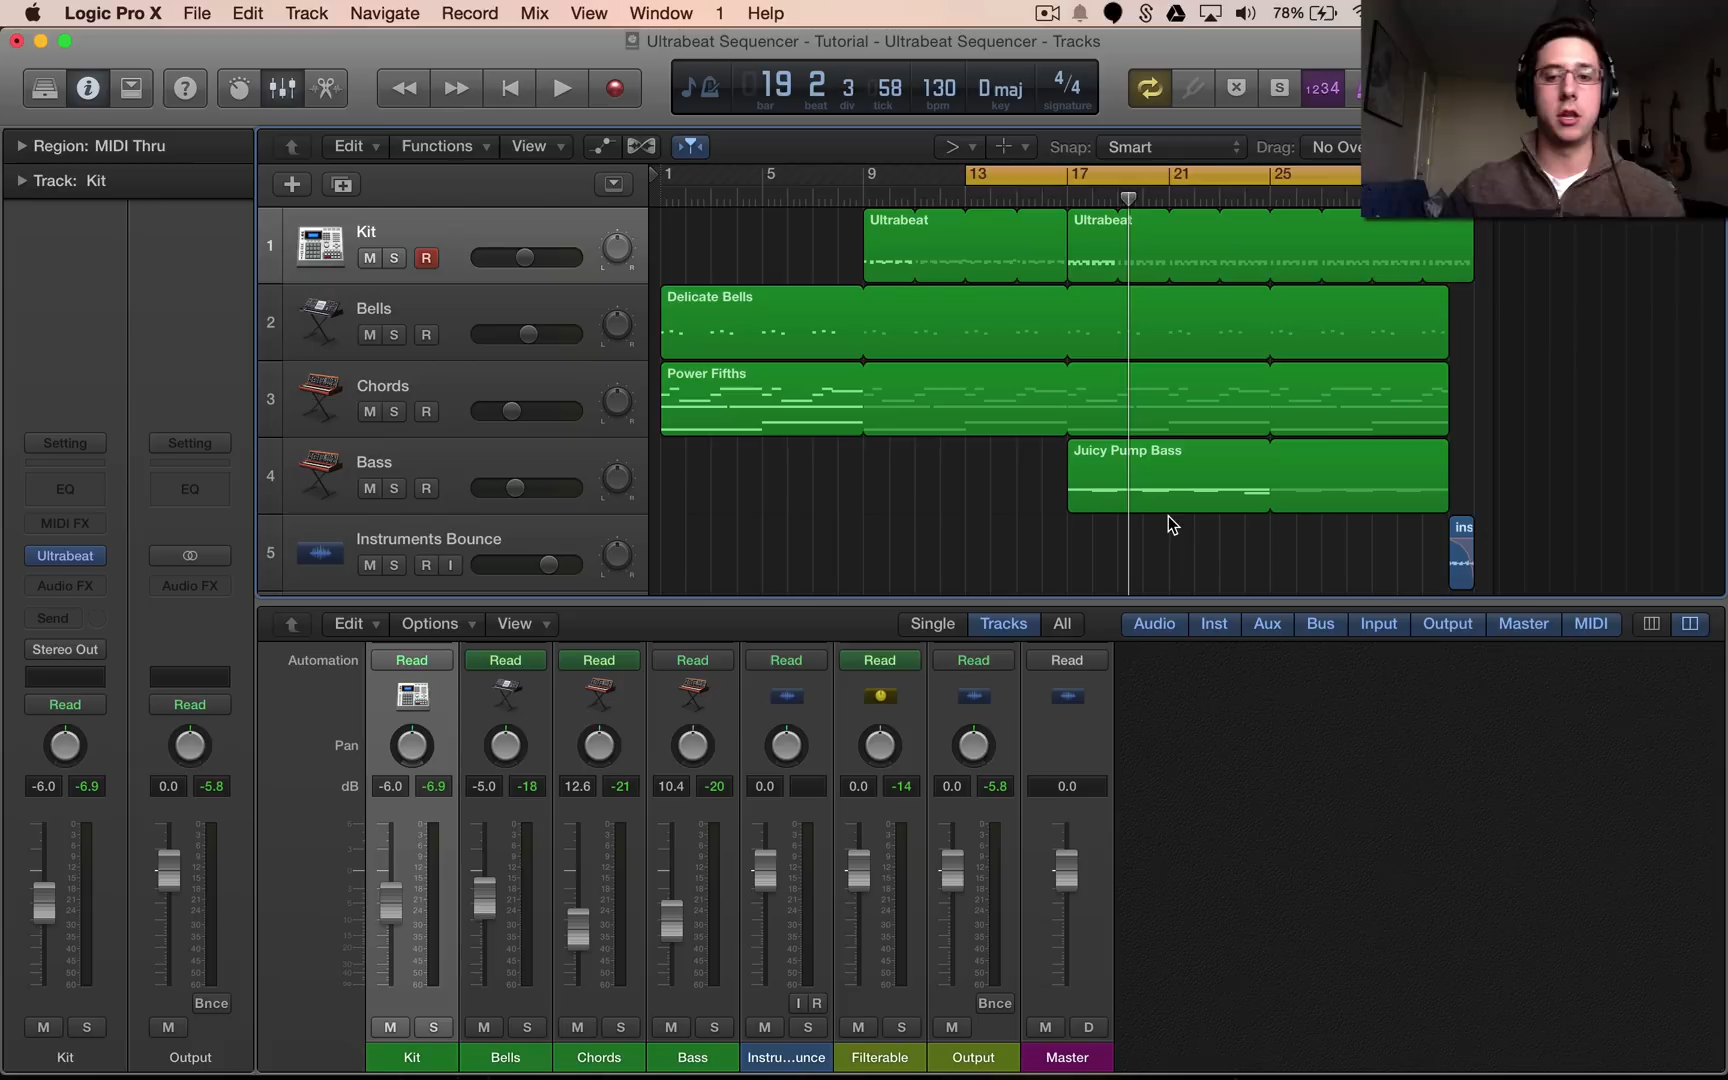 Logic Pro X File Edit Track Navigate Record Mix View Window 1 Help 78%
Ultrabeat Sequencer - Tutorial - Ultrabeat Sequencer - Tracks
19 2 3 58 130 D maj 4/4
bar beat div tick bpm key signature
S 1234
Region: MIDI Thru
Edit Functions View Snap: Smart Drag: No Ove
Track: Kit
1 5 9 13 17 21 25
1 Kit
M S R
L R
Ultrabeat Ultrabeat
2 Bells
M S R
L R
Delicate Bells
3 Chords
M S R
L R
Power Fifths
4 Bass
M S R
L R
Juicy Pump Bass
5 Instruments Bounce
M S R I
L R
ins
Setting Setting
EQ EQ
MIDI FX
Ultrabeat
Audio FX Audio FX
Send
Stereo Out
Read Read
-6.0 -6.9 0.0 -5.8
Bnce
M S M
Kit Output
Edit Options View Single Tracks All Audio Inst Aux Bus Input Output Master MIDI
Automation Read Read Read Read Read Read Read Read
Pan
dB -6.0 -6.9 -5.0 -18 12.6 -21 10.4 -20 0.0 0.0 -14 0.0 -5.8 0.0
I R Bnce
M S M S M S M S M S M S M M D
Kit Bells Chords Bass Instru...unce Filterable Output Master